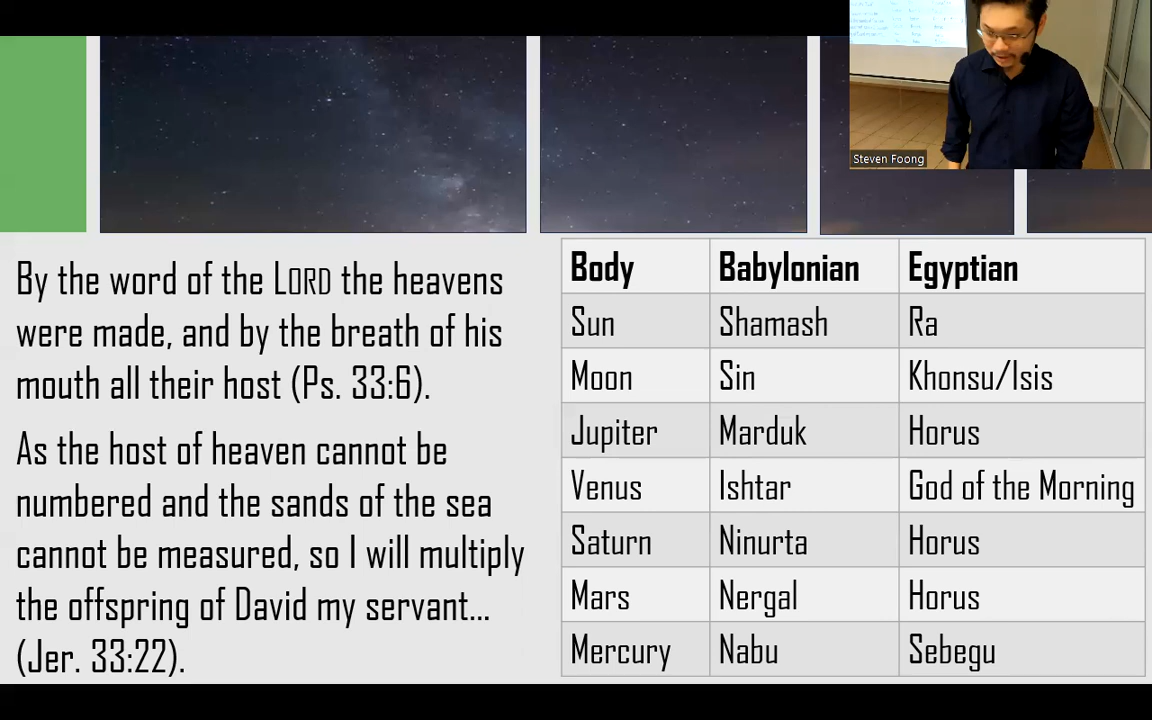 Steven Foong
By the word of the LORD the heavens
were made, and by the breath of his
mouth all their host (Ps. 33:6).
As the host of heaven cannot be
numbered and the sands of the sea
cannot be measured, so I will multiply
the offspring of David my servant...
(Jer. 33:22).
Body Babylonian Egyptian
Sun Shamash Ra
Moon Sin Khonsu/Isis
Jupiter Marduk Horus
Venus Ishtar God of the Morning
Saturn Ninurta Horus
Mars Nergal Horus
Mercury Nabu Sebegu